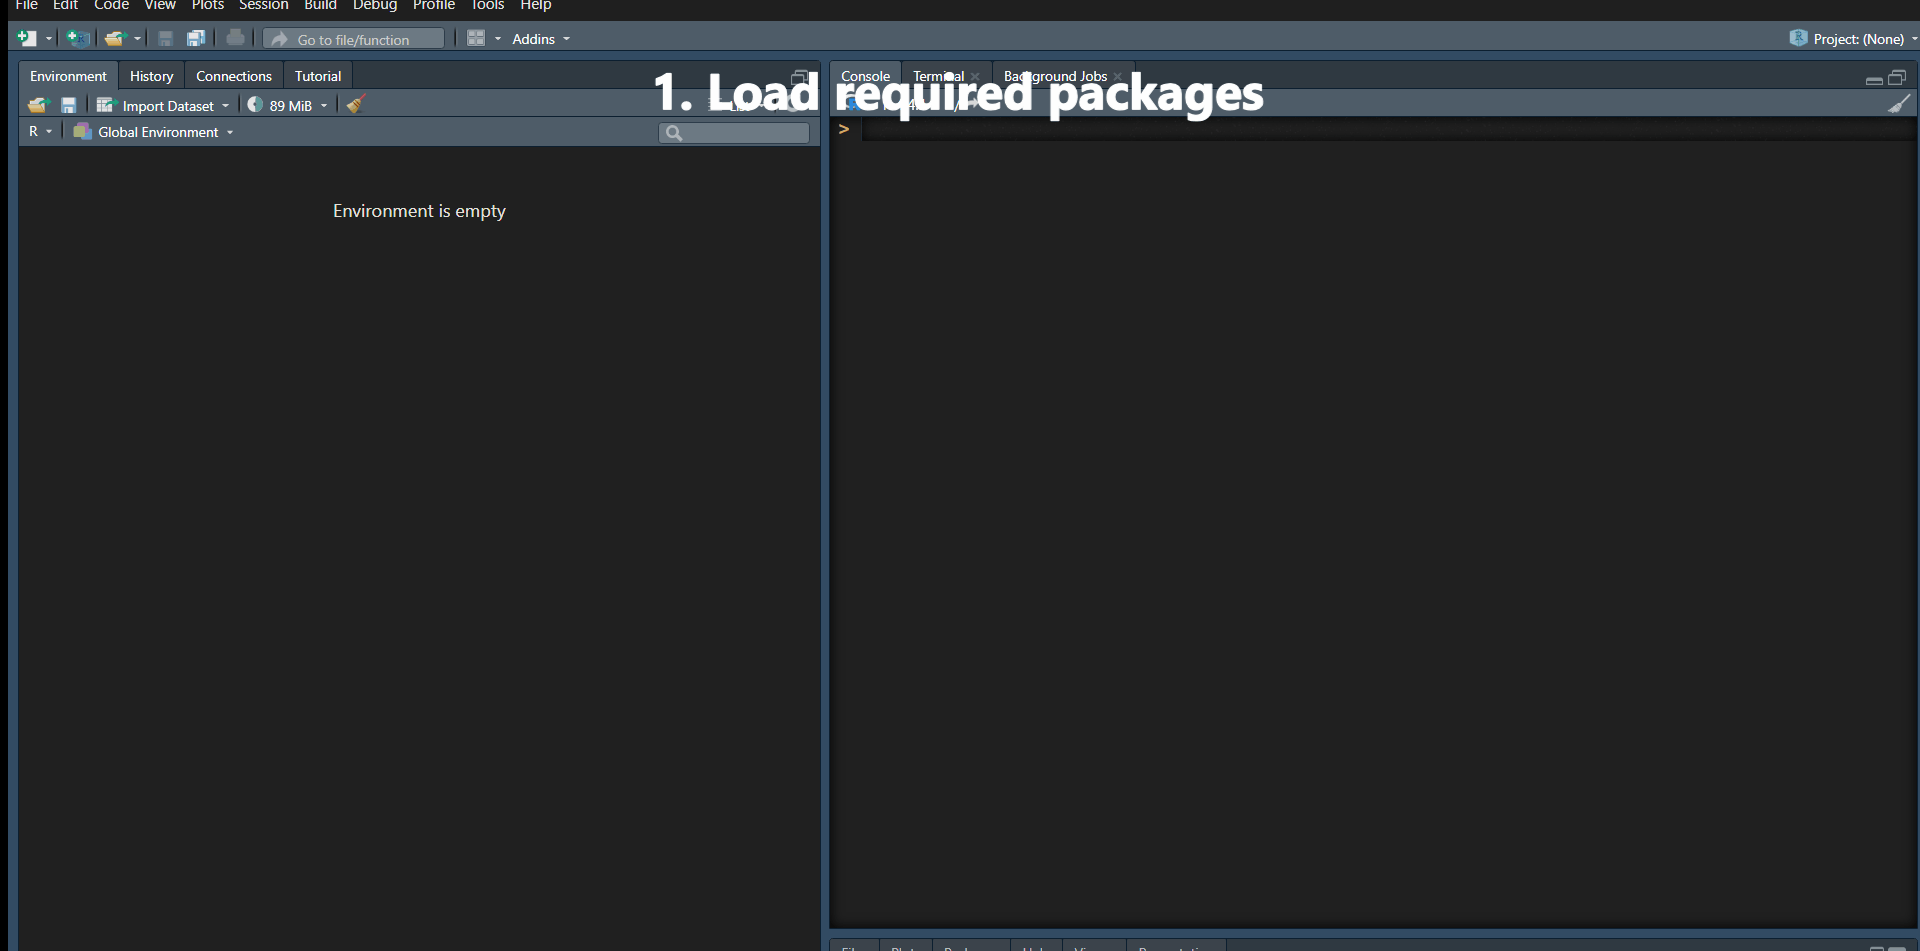 File Edit Code View Plots Session Build Debug Profile Tools Help
Go to file/function Addins Project: (None)
Environment History Connections Tutorial
Console Terminal Background Jobs
1. Load required packages
Import Dataset 89 MiB
R Global Environment
>
Environment is empty